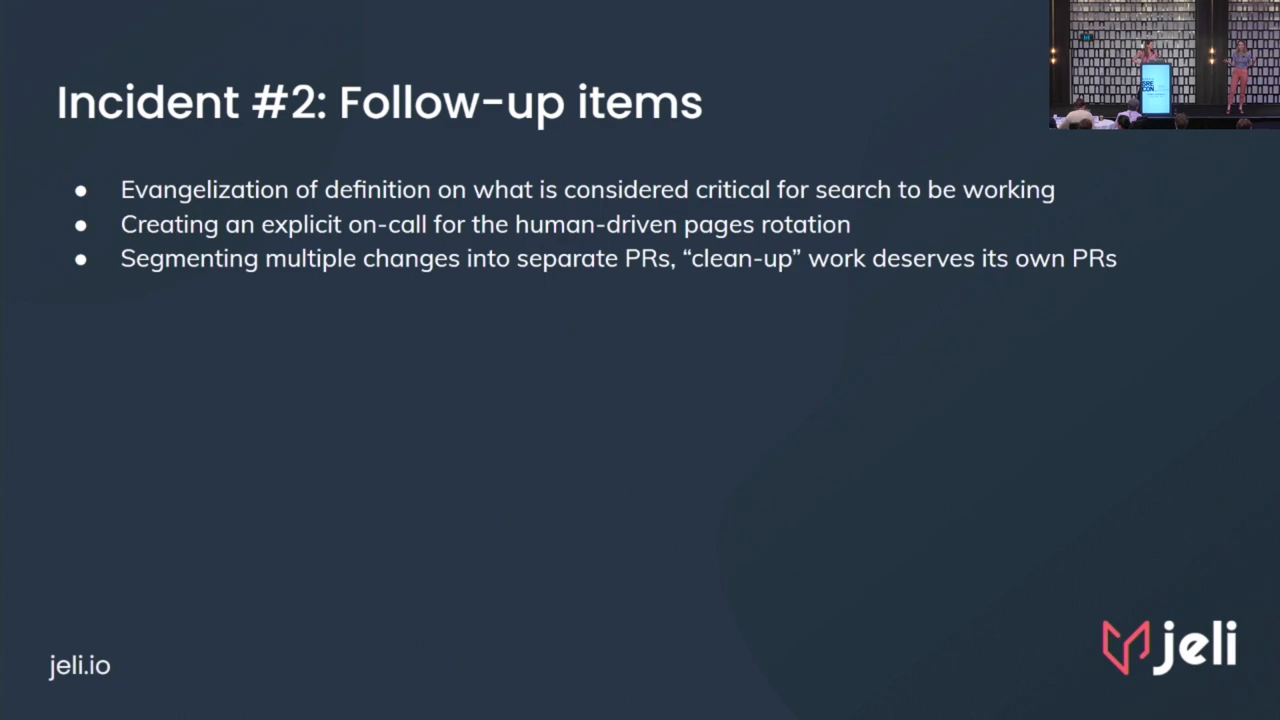 Incident #2: Follow-up items
● Evangelization of definition on what is considered critical for search to be working
● Creating an explicit on-call for the human-driven pages rotation
● Segmenting multiple changes into separate PRs, “clean-up” work deserves its own PRs
SRE
CON
jeli.io
jeli